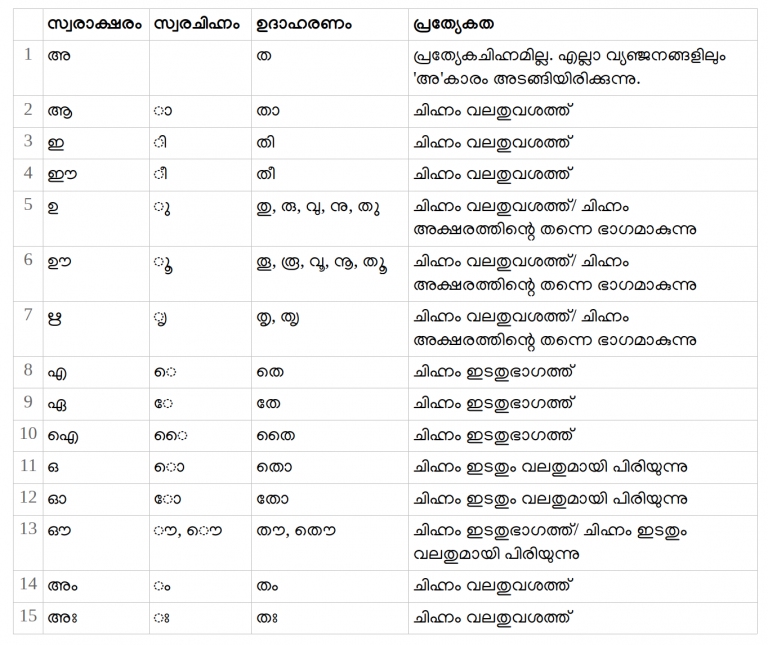 സ്വരാക്ഷരം സ്വരചിഹ്നം ഉദാഹരണം പ്രത്യേകത
1 അ ത പ്രത്യേകചിഹ്നമില്ല. എല്ലാ വ്യഞ്ജനങ്ങളിലും
'അ'കാരം അടങ്ങിയിരിക്കുന്നു.
2 ആ ാ താ ചിഹ്നം വലതുവശത്ത്
3 ഇ ി തി ചിഹ്നം വലതുവശത്ത്
4 ഈ ീ തീ ചിഹ്നം വലതുവശത്ത്
5 ഉ ു തു, രു, വു, നു, തു ചിഹ്നം വലതുവശത്ത്/ ചിഹ്നം
അക്ഷരത്തിന്റെ തന്നെ ഭാഗമാകുന്നു
6 ഊ ൂ തൂ, രൂ, വൂ, നൂ, തൂ ചിഹ്നം വലതുവശത്ത്/ ചിഹ്നം
അക്ഷരത്തിന്റെ തന്നെ ഭാഗമാകുന്നു
7 ഋ ൃ തൃ, തൃ ചിഹ്നം വലതുവശത്ത്/ ചിഹ്നം
അക്ഷരത്തിന്റെ തന്നെ ഭാഗമാകുന്നു
8 എ െ തെ ചിഹ്നം ഇടതുഭാഗത്ത്
9 ഏ േ തേ ചിഹ്നം ഇടതുഭാഗത്ത്
10 ഐ ൈ തൈ ചിഹ്നം ഇടതുഭാഗത്ത്
11 ഒ ൊ തൊ ചിഹ്നം ഇടതും വലതുമായി പിരിയുന്നു
12 ഓ ോ തോ ചിഹ്നം ഇടതും വലതുമായി പിരിയുന്നു
13 ഔ ൗ, ൌ തൗ, തൌ ചിഹ്നം ഇടതുഭാഗത്ത്/ ചിഹ്നം ഇടതും
വലതുമായി പിരിയുന്നു
14 അം ം തം ചിഹ്നം വലതുവശത്ത്
15 അഃ ഃ തഃ ചിഹ്നം വലതുവശത്ത്